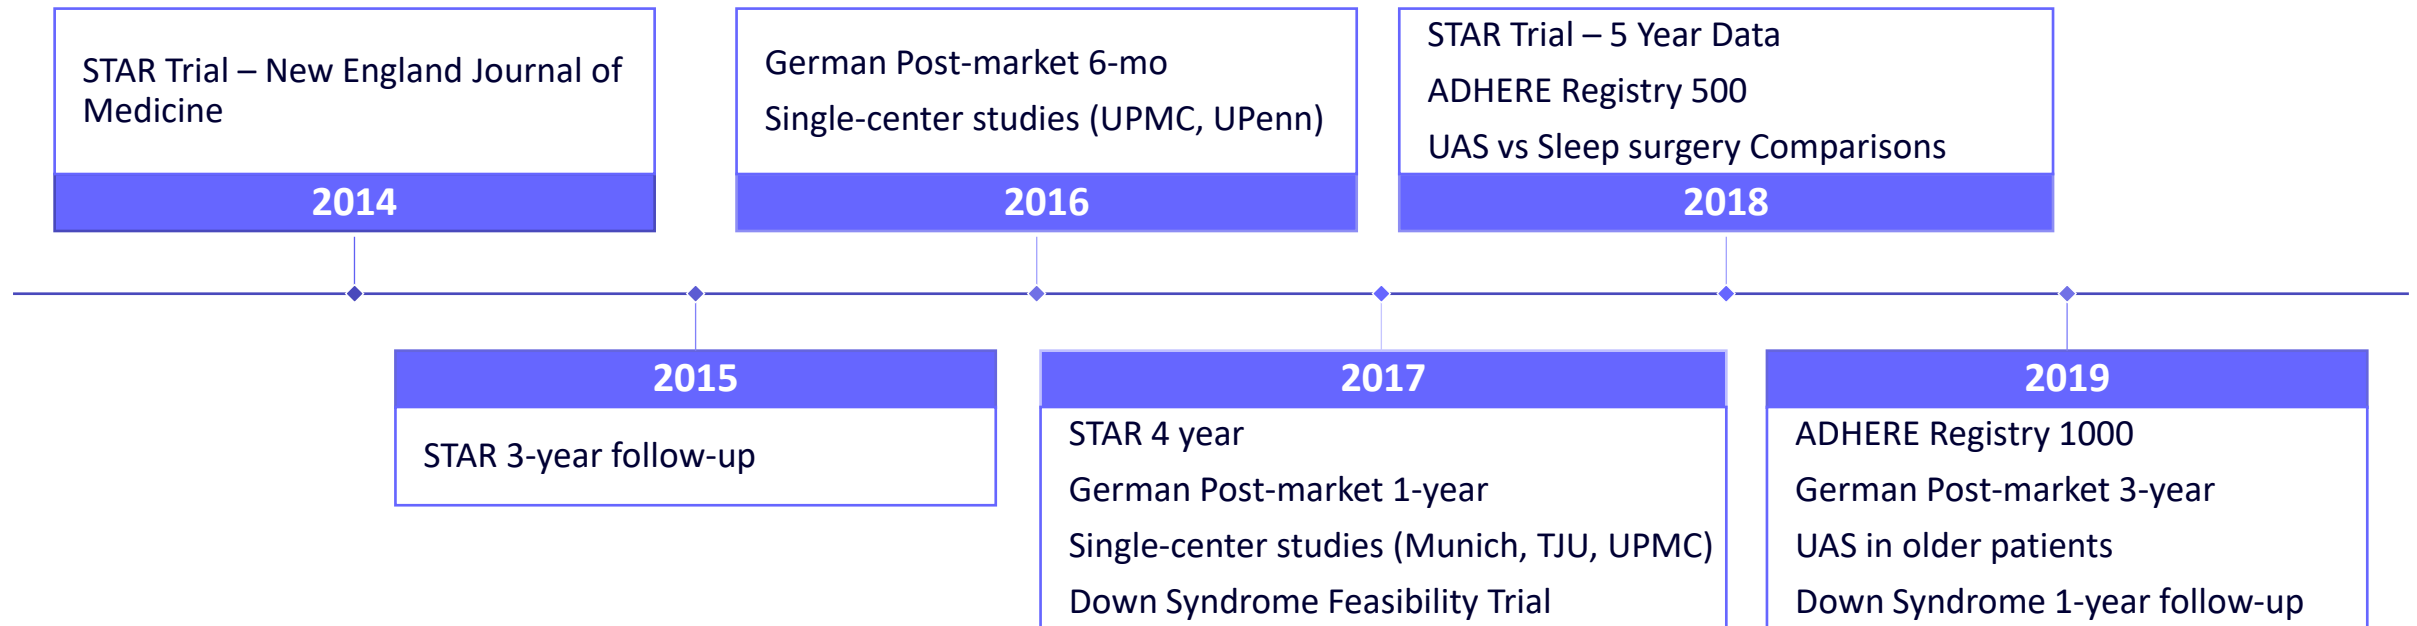 STAR Trial – New England Journal of
Medicine
2014
2015
STAR 3-year follow-up
German Post-market 6-mo
Single-center studies (UPMC, UPenn)
2016
2017
STAR 4 year
German Post-market 1-year
Single-center studies (Munich, TJU, UPMC)
Down Syndrome Feasibility Trial
STAR Trial – 5 Year Data
ADHERE Registry 500
UAS vs Sleep surgery Comparisons
2018
2019
ADHERE Registry 1000
German Post-market 3-year
UAS in older patients
Down Syndrome 1-year follow-up